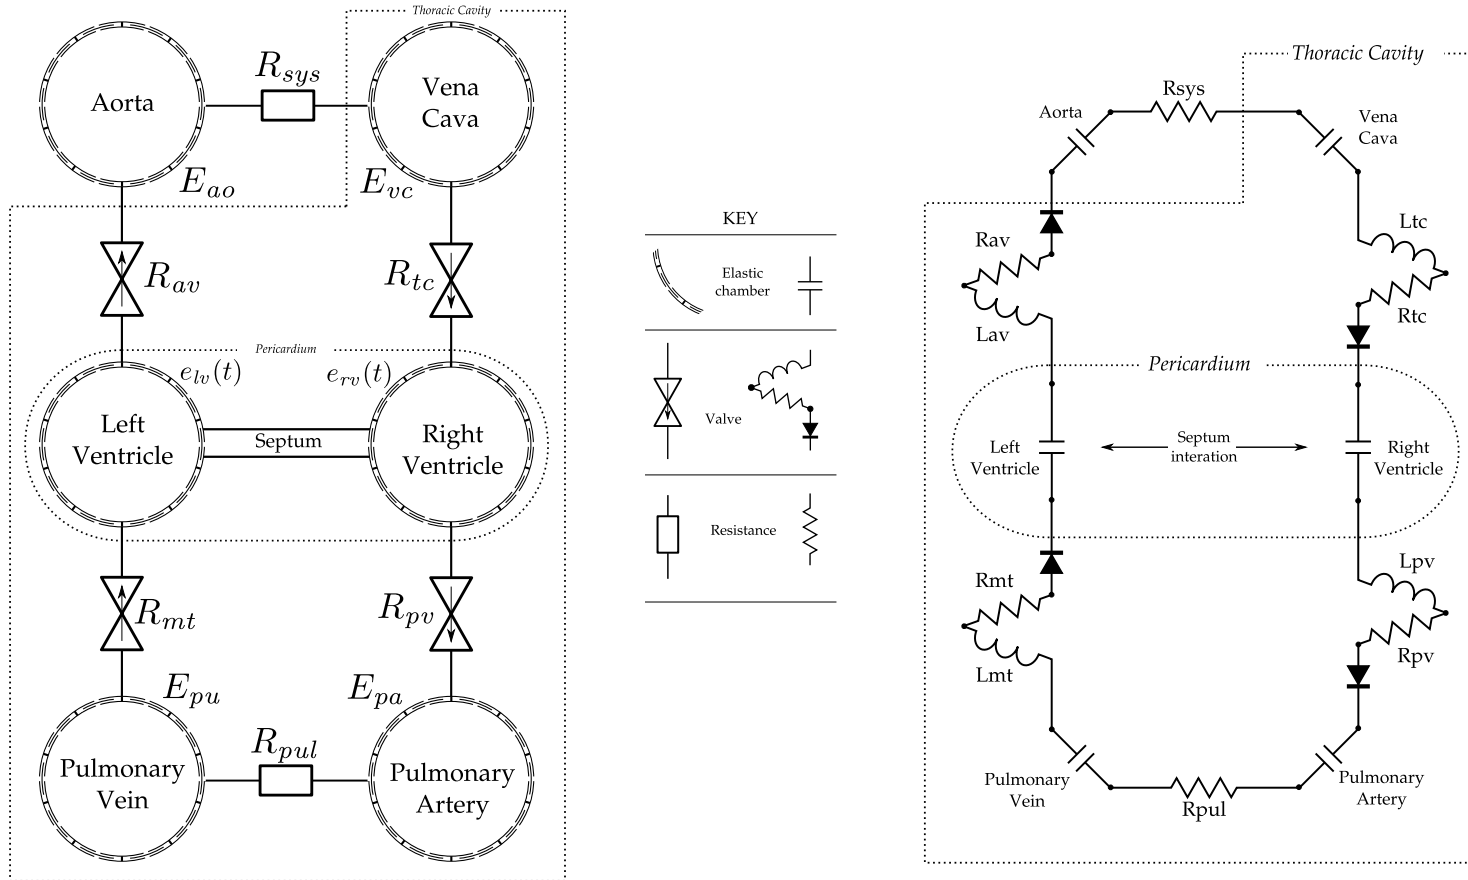 Thoracic Cavity
Aorta
R_sys
Vena
Cava
E_ao
E_vc
R_av
R_tc
Pericardium
e_lv(t)
e_rv(t)
Left
Ventricle
Septum
Right
Ventricle
R_mt
R_pv
E_pu
E_pa
Pulmonary
Vein
R_pul
Pulmonary
Artery
KEY
Elastic
chamber
Valve
Resistance
Thoracic Cavity
Rsys
Aorta
Vena
Cava
Rav
Lav
Ltc
Rtc
Pericardium
Left
Ventricle
Septum
interation
Right
Ventricle
Rmt
Lmt
Lpv
Rpv
Pulmonary
Vein
Rpul
Pulmonary
Artery